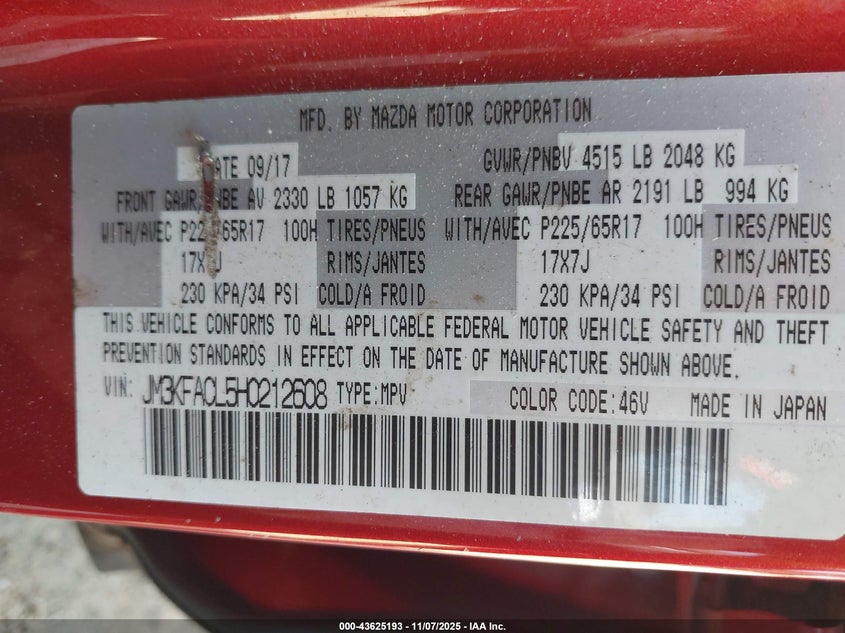 MFD. BY MAZDA MOTOR CORPORATION
DATE 09/17 GVWR/PNBV 4515 LB 2048 KG
FRONT GAWR/PNBE AV 2330 LB 1057 KG REAR GAWR/PNBE AR 2191 LB 994 KG
WITH/AVEC P225/65R17 100H TIRES/PNEUS WITH/AVEC P225/65R17 100H TIRES/PNEUS
17X7J RIMS/JANTES 17X7J RIMS/JANTES
230 KPA/34 PSI COLD/A FROID 230 KPA/34 PSI COLD/A FROID
THIS VEHICLE CONFORMS TO ALL APPLICABLE FEDERAL MOTOR VEHICLE SAFETY AND THEFT
PREVENTION STANDARDS IN EFFECT ON THE DATE OF MANUFACTURE SHOWN ABOVE.
VIN: JM3KFACL5H0212608 TYPE:MPV COLOR CODE:46V MADE IN JAPAN
000-43625193 - 11/07/2025 - IAA Inc.